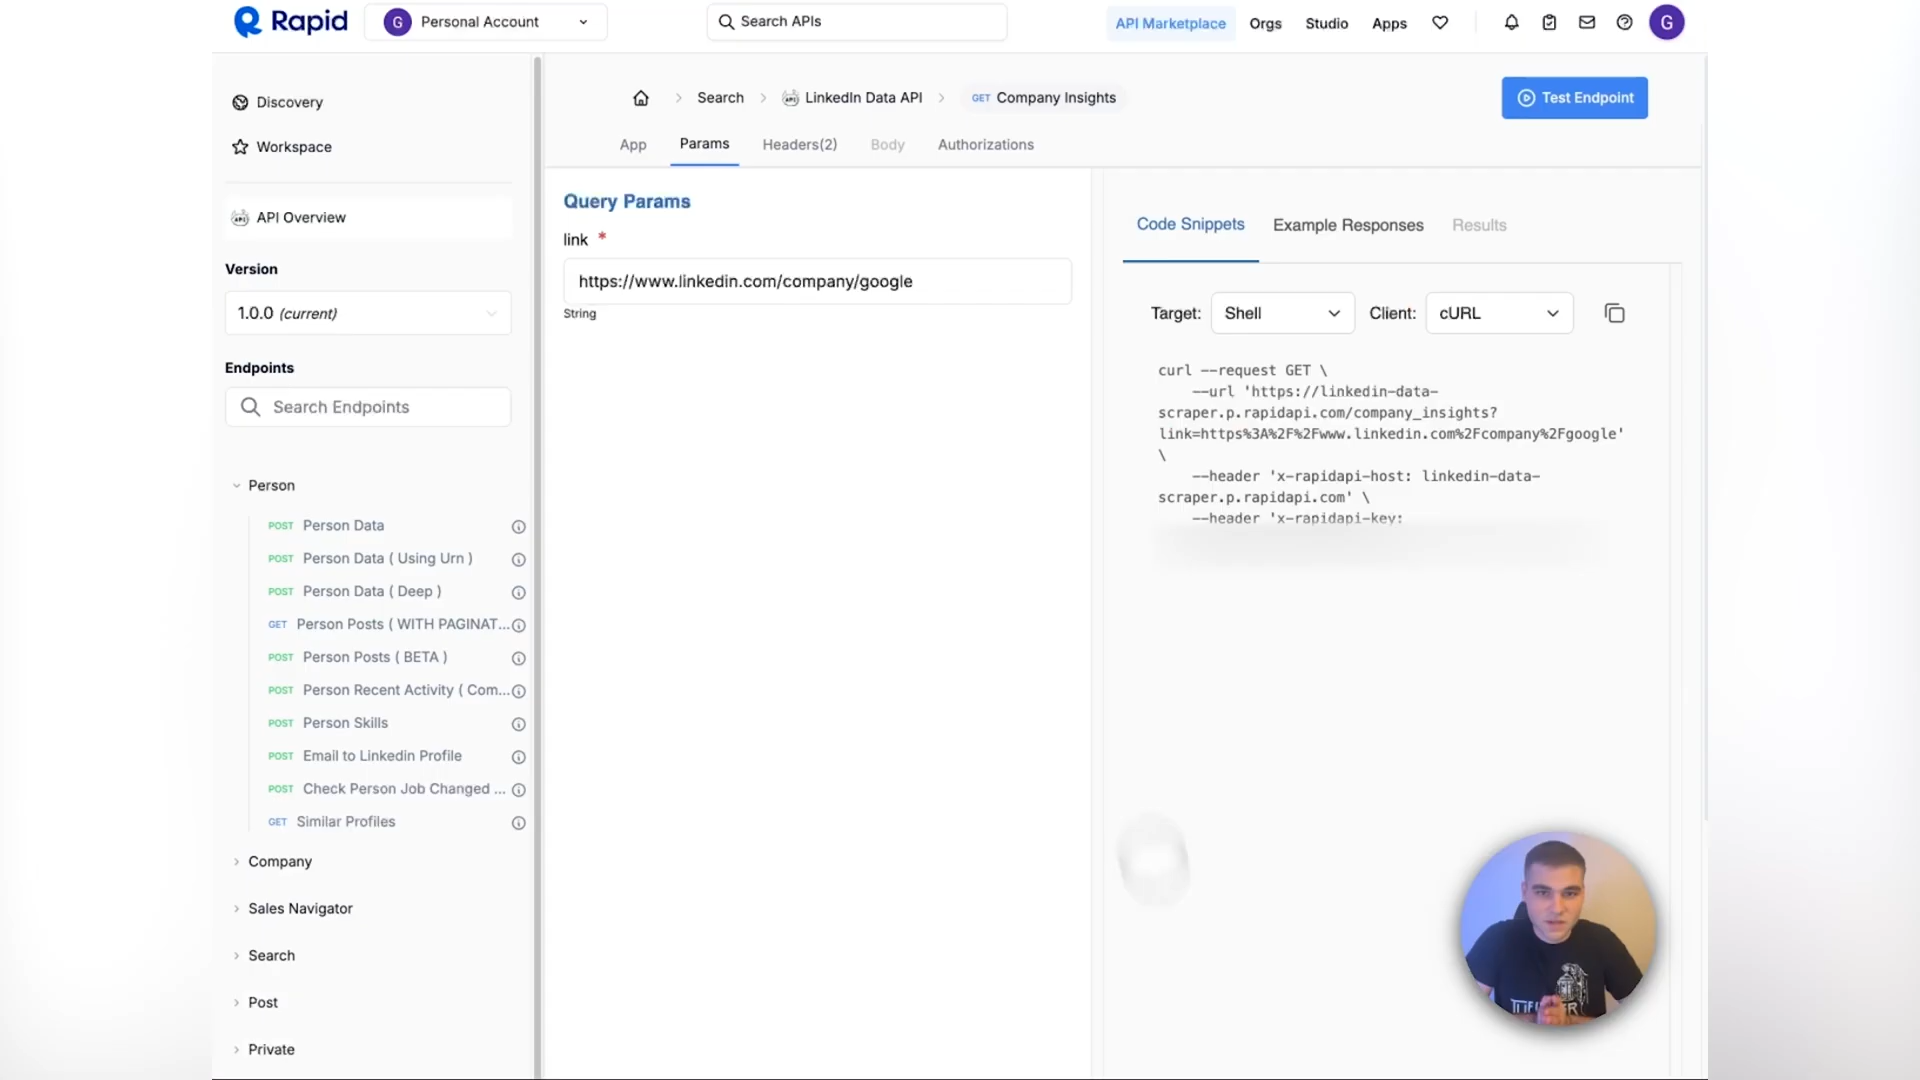 Rapid
G Personal Account
Search APIs
API Marketplace
Orgs
Studio
Apps
G
Discovery
Workspace
API Overview
Version
1.0.0 (current)
Endpoints
Search Endpoints
Person
POST Person Data
POST Person Data ( Using Urn )
POST Person Data ( Deep )
GET Person Posts ( WITH PAGINAT...
POST Person Posts ( BETA )
POST Person Recent Activity ( Com...
POST Person Skills
POST Email to Linkedin Profile
POST Check Person Job Changed ...
GET Similar Profiles
Company
Sales Navigator
Search
Post
Private
Search
LinkedIn Data API
GET Company Insights
Test Endpoint
App
Params
Headers(2)
Body
Authorizations
Query Params
link *
https://www.linkedin.com/company/google
String
Code Snippets
Example Responses
Results
Target: Shell
Client: cURL
curl --request GET \
--url 'https://linkedin-data-
scraper.p.rapidapi.com/company_insights?
link=https%3A%2F%2Fwww.linkedin.com%2Fcompany%2Fgoogle'
\
--header 'x-rapidapi-host: linkedin-data-
scraper.p.rapidapi.com' \
--header 'x-rapidapi-key: